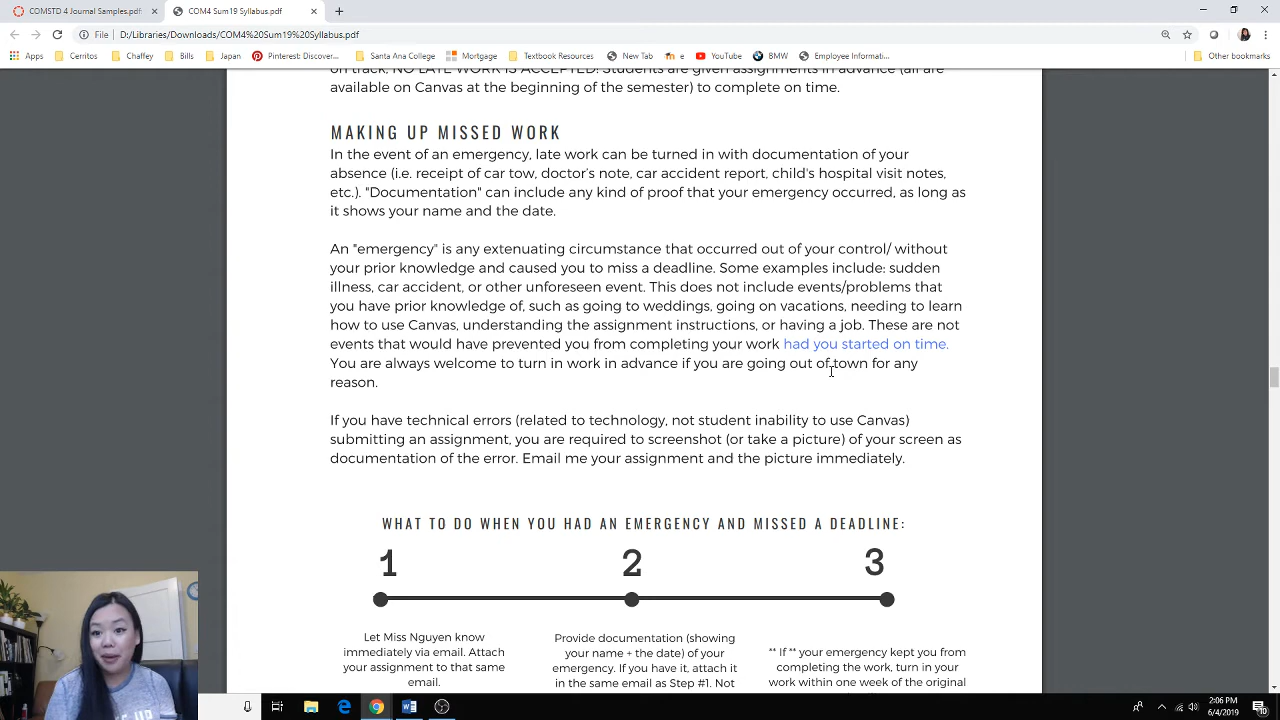 COMSTD 4 Journal Samples.pdf
COM4 Sum19 Syllabus
File
D:/Libraries/Downloads/COM4%20Sum19%20Syllabus.pdf
Apps
Cerritos
Chaffey
Bills
Japan
Pinterest: Discover...
Santa Ana College
Mortgage
Textbook Resources
New Tab
m e
YouTube
BMW
Employee Informati...
Other bookmarks
on track, NO LATE WORK IS ACCEPTED! Students are given assignments in advance (all are
available on Canvas at the beginning of the semester) to complete on time.
MAKING UP MISSED WORK
In the event of an emergency, late work can be turned in with documentation of your
absence (i.e. receipt of car tow, doctor's note, car accident report, child's hospital visit notes,
etc.). "Documentation" can include any kind of proof that your emergency occurred, as long as
it shows your name and the date.
An "emergency" is any extenuating circumstance that occurred out of your control/ without
your prior knowledge and caused you to miss a deadline. Some examples include: sudden
illness, car accident, or other unforeseen event. This does not include events/problems that
you have prior knowledge of, such as going to weddings, going on vacations, needing to learn
how to use Canvas, understanding the assignment instructions, or having a job. These are not
events that would have prevented you from completing your work had you started on time.
You are always welcome to turn in work in advance if you are going out of town for any
reason.
If you have technical errors (related to technology, not student inability to use Canvas)
submitting an assignment, you are required to screenshot (or take a picture) of your screen as
documentation of the error. Email me your assignment and the picture immediately.
WHAT TO DO WHEN YOU HAD AN EMERGENCY AND MISSED A DEADLINE:
1
2
3
Let Miss Nguyen know
immediately via email. Attach
your assignment to that same
email.
Provide documentation (showing
your name + the date) of your
emergency. If you have it, attach it
in the same email as Step #1. Not
** If ** your emergency kept you from
completing the work, turn in your
work within one week of the original
2:06 PM
6/4/2019